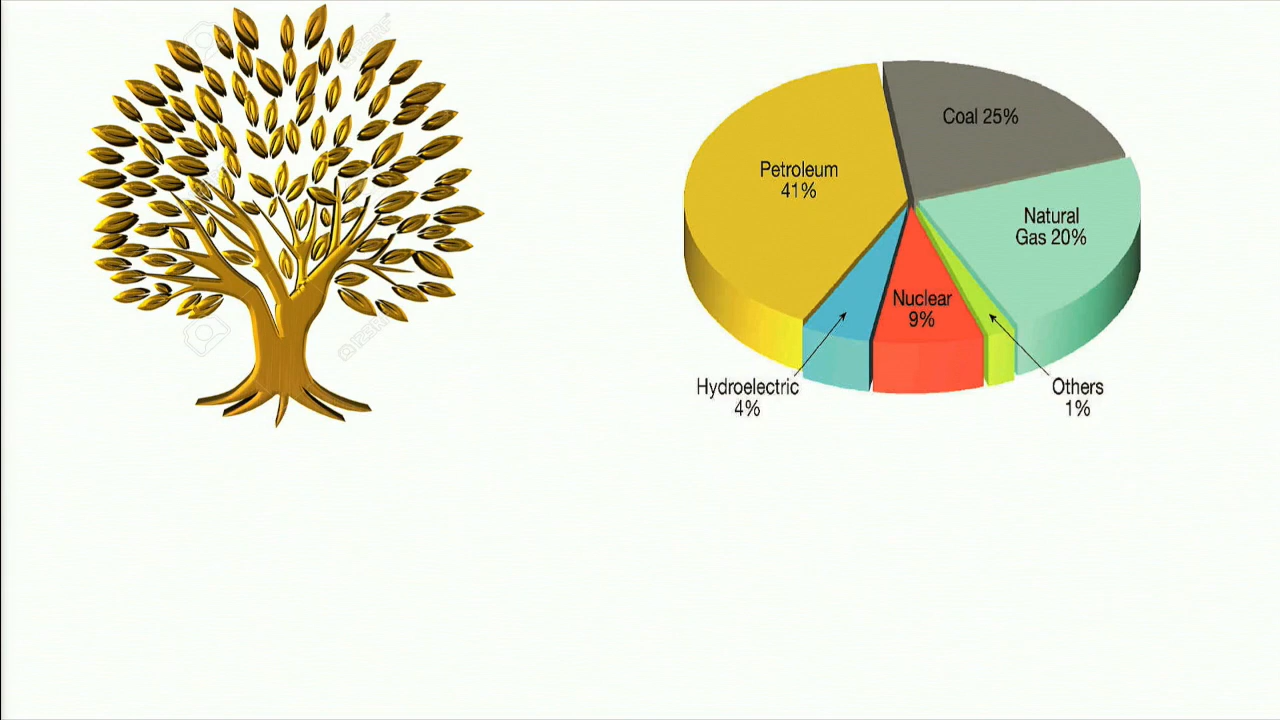 Coal 25%
Petroleum
41%
Natural
Gas 20%
Nuclear
9%
Hydroelectric
4%
Others
1%